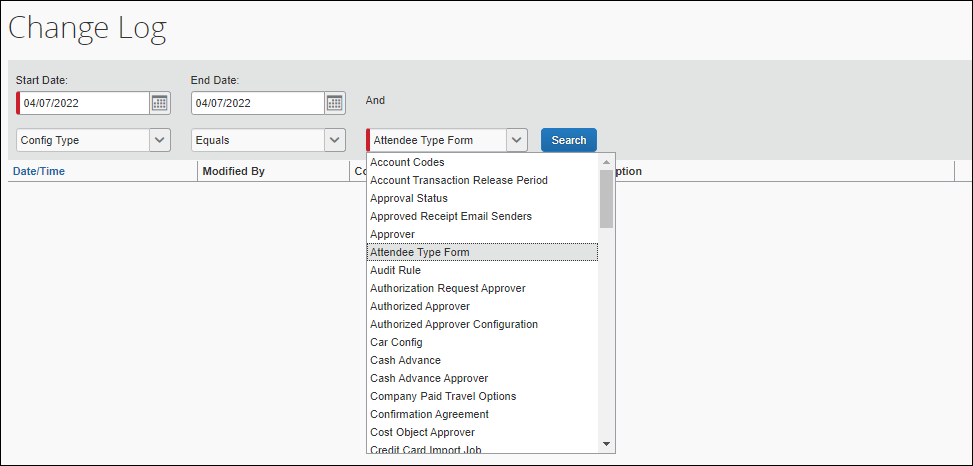 Change Log
Start Date:
End Date:
04/07/2022
04/07/2022
And
Config Type
Equals
Attendee Type Form
Search
Date/Time
Modified By
Co
ption
Account Codes
Account Transaction Release Period
Approval Status
Approved Receipt Email Senders
Approver
Attendee Type Form
Audit Rule
Authorization Request Approver
Authorized Approver
Authorized Approver Configuration
Car Config
Cash Advance
Cash Advance Approver
Company Paid Travel Options
Confirmation Agreement
Cost Object Approver
Credit Card Import Job